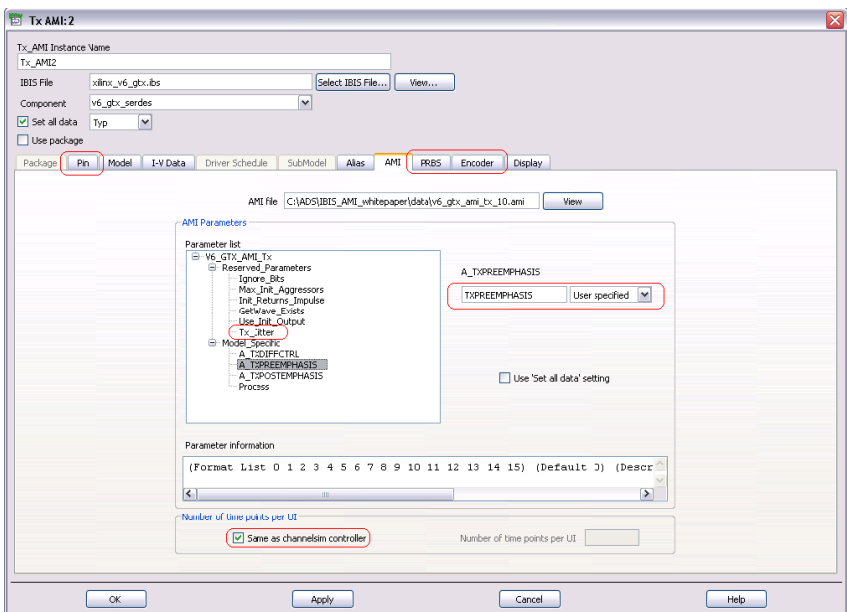 Tx AMI:2
Tx_AMI Instance Name
Tx_AMI2
IBIS File xilinx_v6_gtx.ibs Select IBIS File... View...
Component v6_gtx_serdes
Set all data Typ
Use package
Package Pin Model I-V Data Driver Schedule SubModel Alias AMI PRBS Encoder Display
AMI file C:\ADS\IBIS_AMI_whitepaper\data\v6_gtx_ami_tx_10.ami View
AMI Parameters
Parameter list
V6_GTX_AMI_Tx
Reserved_Parameters
Ignore_Bits
Max_Init_Aggressors
Init_Returns_Impulse
GetWave_Exists
Use_Init_Output
Tx_Jitter
Model_Specific
A_TXDIFFCTRL
A_TXPREEMPHASIS
A_TXPOSTEMPHASIS
Process
A_TXPREEMPHASIS
TXPREEMPHASIS User specified
Use 'Set all data' setting
Parameter information
(Format List 0 1 2 3 4 5 6 7 8 9 10 11 12 13 14 15) (Default 0) (Descr
Number of time points per UI
Same as channelsim controller Number of time points per UI
OK Apply Cancel Help